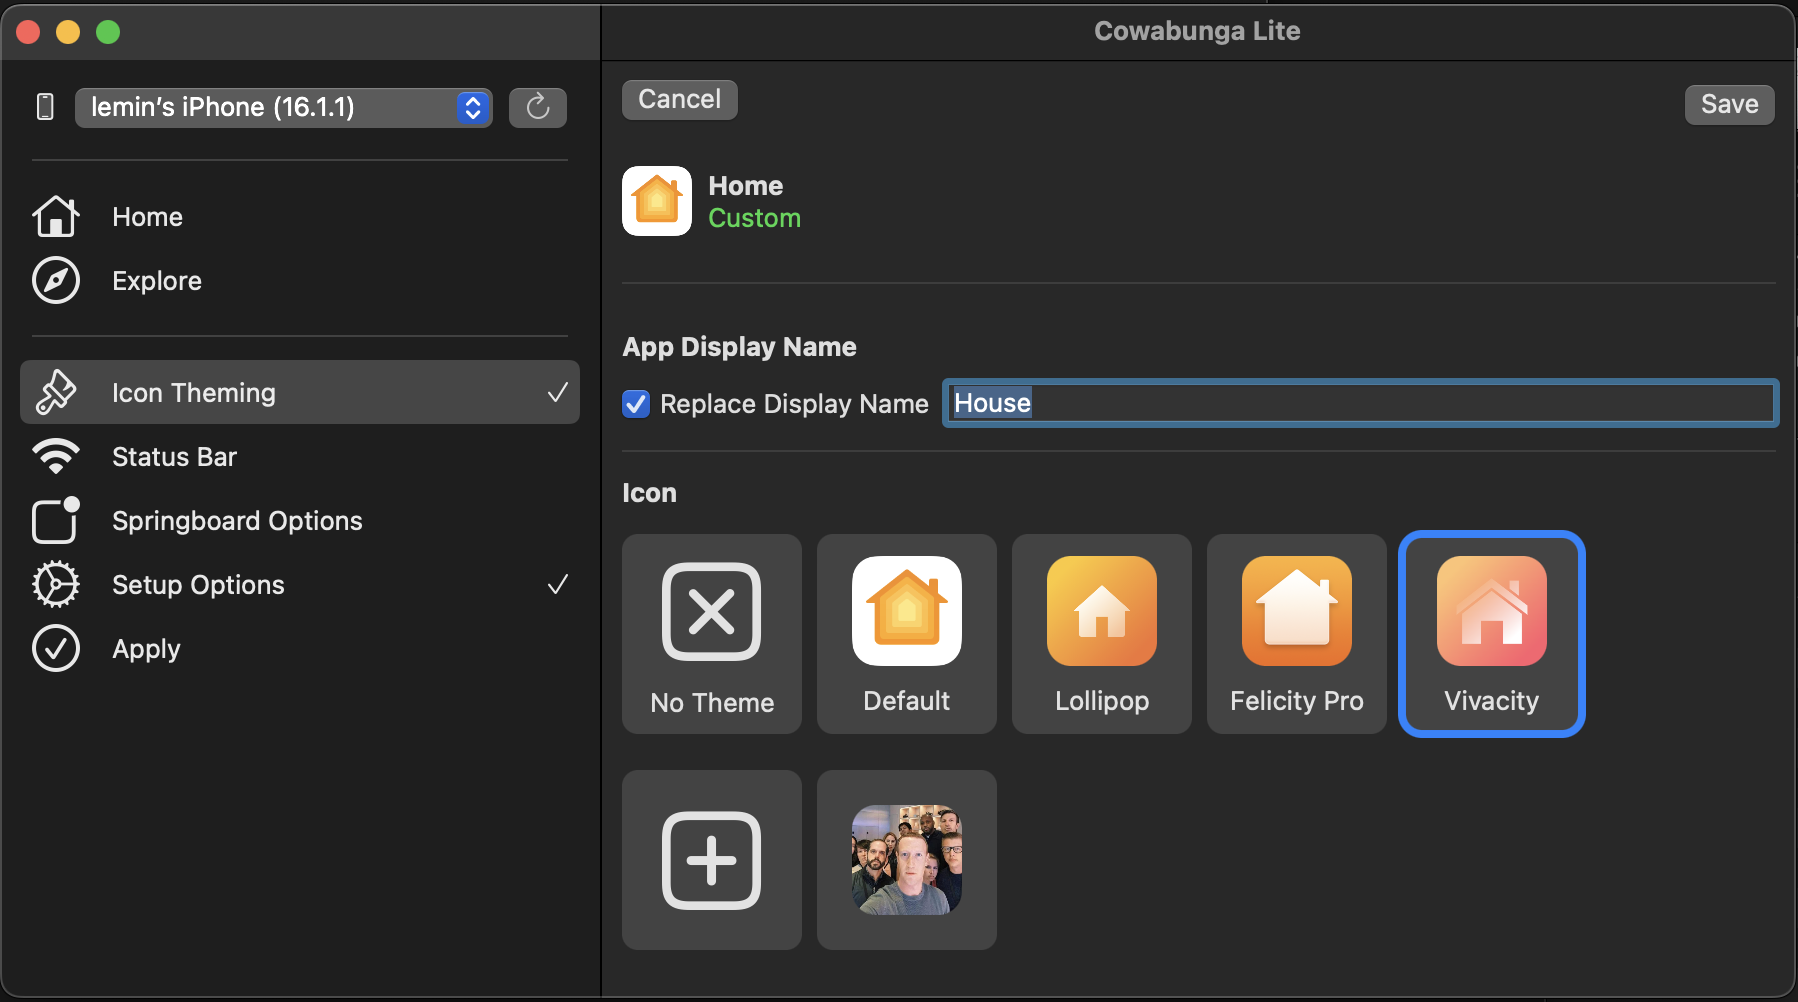 Cowabunga Lite
lemin’s iPhone (16.1.1)
Home
Explore
Icon Theming
Status Bar
Springboard Options
Setup Options
Apply
Cancel
Save
Home
Custom
App Display Name
Replace Display Name House
Icon
No Theme
Default
Lollipop
Felicity Pro
Vivacity